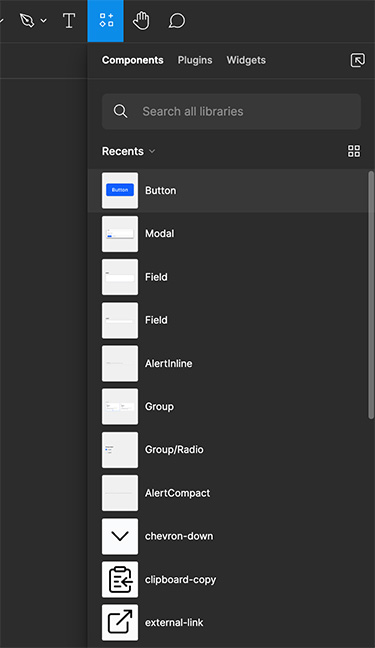 Components Plugins Widgets
Search all libraries
Recents
Button
Button
Modal
Field
Field
AlertInline
Group
Group/Radio
AlertCompact
chevron-down
clipboard-copy
external-link